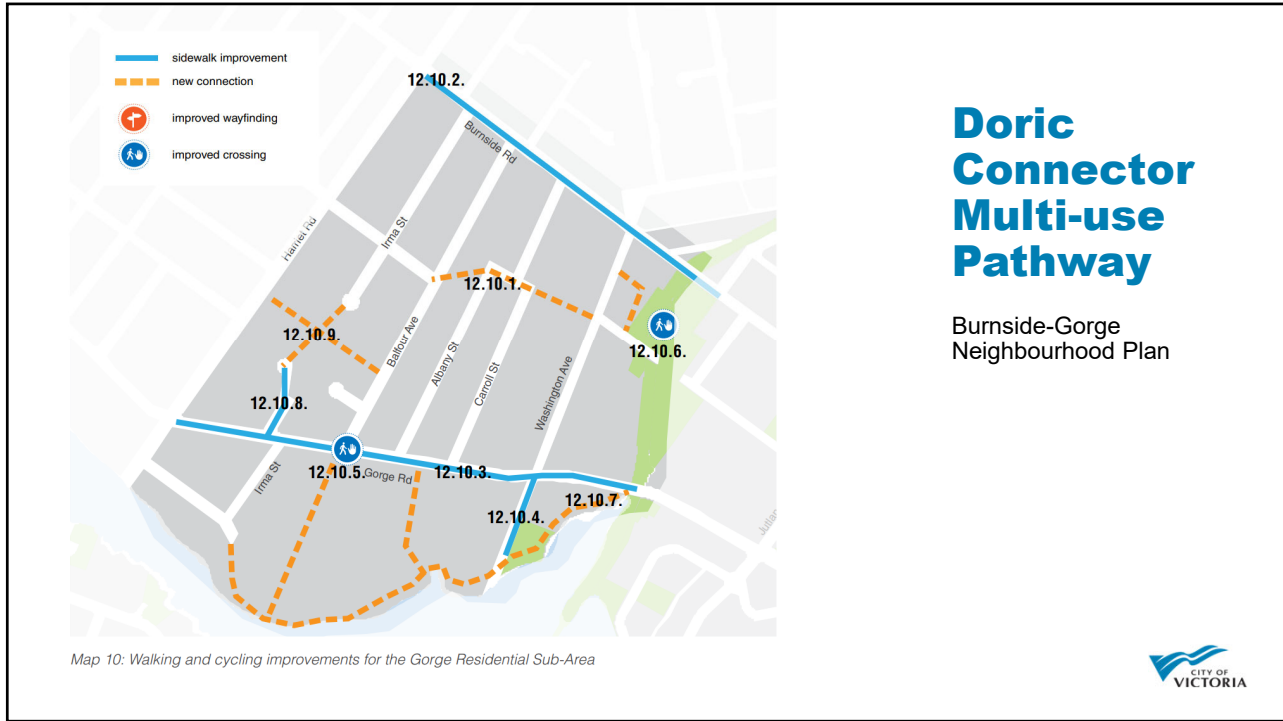 sidewalk improvement
new connection
improved wayfinding
improved crossing
12.10.2.
Burnside Rd
Harriet Rd
Irma St
12.10.1.
12.10.9.
Balfour Ave
12.10.6.
Albany St
Carroll St
Washington Ave
12.10.8.
12.10.5.
Gorge Rd
12.10.3.
Irma St
12.10.4.
12.10.7.
Map 10: Walking and cycling improvements for the Gorge Residential Sub-Area
Doric
Connector
Multi-use
Pathway
Burnside-Gorge
Neighbourhood Plan
CITY OF
VICTORIA